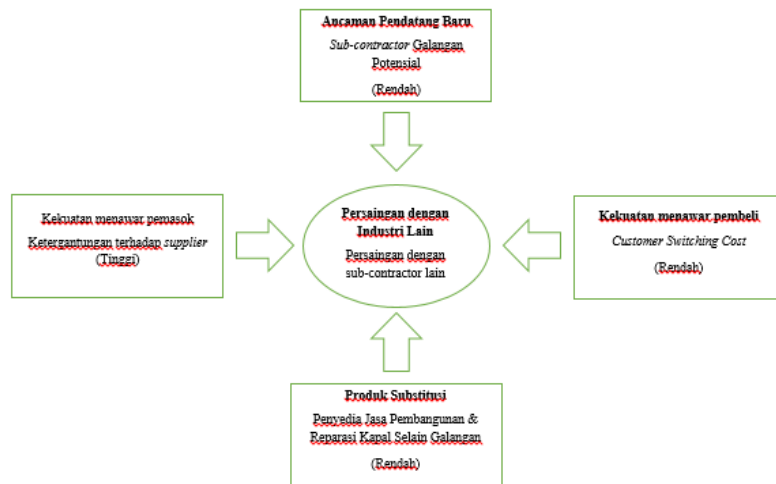 Ancaman Pendatang Baru
Sub-contractor Galangan
Potensial
(Rendah)
Kekuatan menawar pemasok
Ketergantungan terhadap supplier
(Tinggi)
Persaingan dengan
Industri Lain
Persaingan dengan
sub-contractor lain
Kekuatan menawar pembeli
Customer Switching Cost
(Rendah)
Produk Substitusi
Penyedia Jasa Pembangunan &
Reparasi Kapal Selain Galangan
(Rendah)